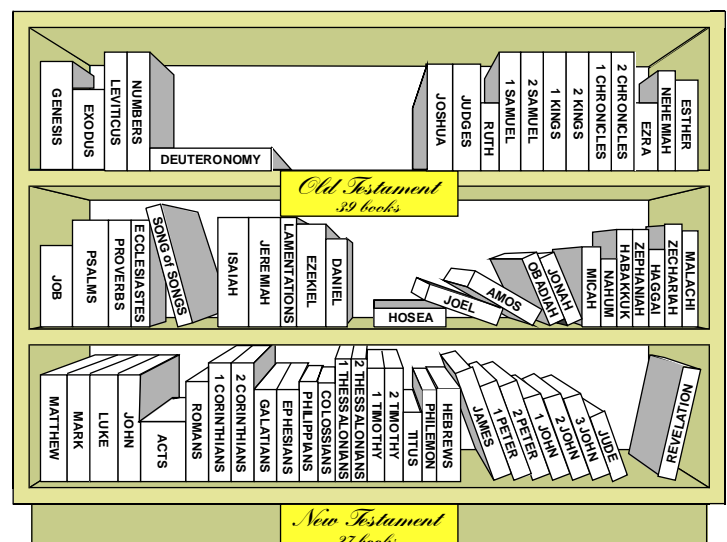 GENESIS
EXODUS
LEVITICUS
NUMBERS
DEUTERONOMY
JOSHUA
JUDGES
RUTH
1 SAMUEL
2 SAMUEL
1 KINGS
2 KINGS
1 CHRONICLES
2 CHRONICLES
EZRA
NEHEMIAH
ESTHER
Old Testament
39 books
JOB
PSALMS
PROVERBS
ECCLESIASTES
SONG of SONGS
ISAIAH
JEREMIAH
LAMENTATIONS
EZEKIEL
DANIEL
HOSEA
JOEL
AMOS
OBADIAH
JONAH
MICAH
NAHUM
HABAKKUK
ZEPHANIAH
HAGGAI
ZECHARIAH
MALACHI
MATTHEW
MARK
LUKE
JOHN
ACTS
ROMANS
1 CORINTHIANS
2 CORINTHIANS
GALATIANS
EPHESIANS
PHILIPPIANS
COLOSSIANS
1 THESSALONIANS
2 THESSALONIANS
1 TIMOTHY
2 TIMOTHY
TITUS
PHILEMON
HEBREWS
JAMES
1 PETER
2 PETER
1 JOHN
2 JOHN
3 JOHN
JUDE
REVELATION
New Testament
27 books